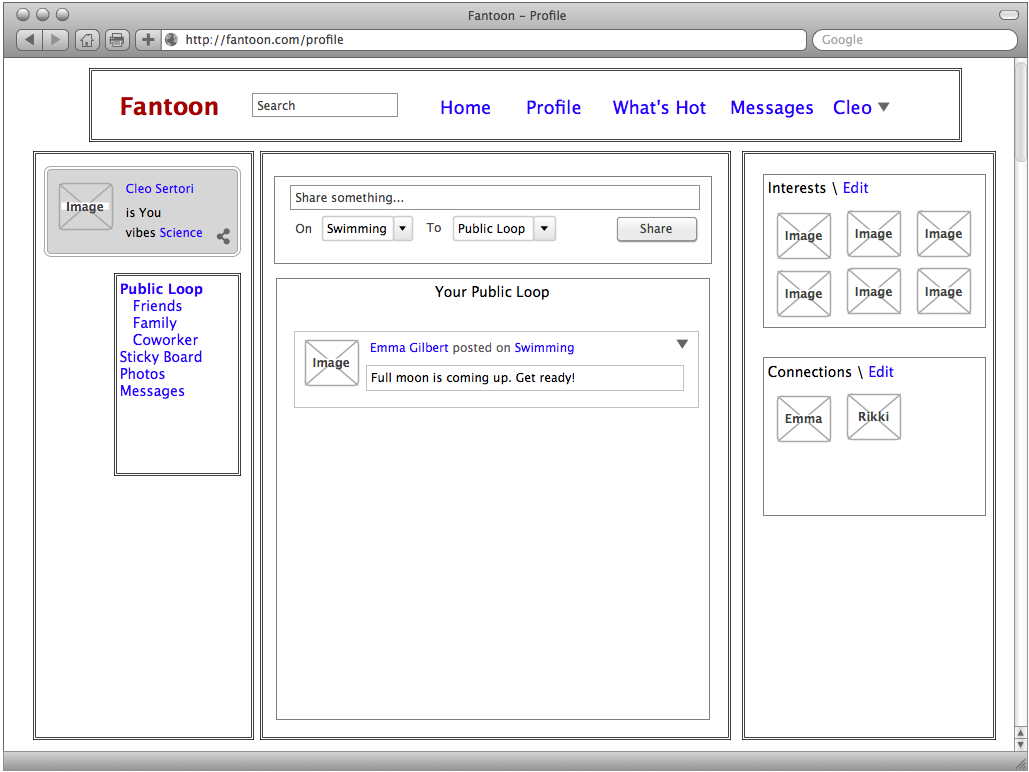 Fantoon – Profile
http://fantoon.com/profile
Google
Fantoon
Search
Home
Profile
What's Hot
Messages
Cleo
Image
Cleo Sertori
is You
vibes Science
Public Loop
Friends
Family
Coworker
Sticky Board
Photos
Messages
Share something...
On
Swimming
To
Public Loop
Share
Your Public Loop
Image
Emma Gilbert posted on Swimming
Full moon is coming up. Get ready!
Interests \ Edit
Image
Image
Image
Image
Image
Image
Connections \ Edit
Emma
Rikki